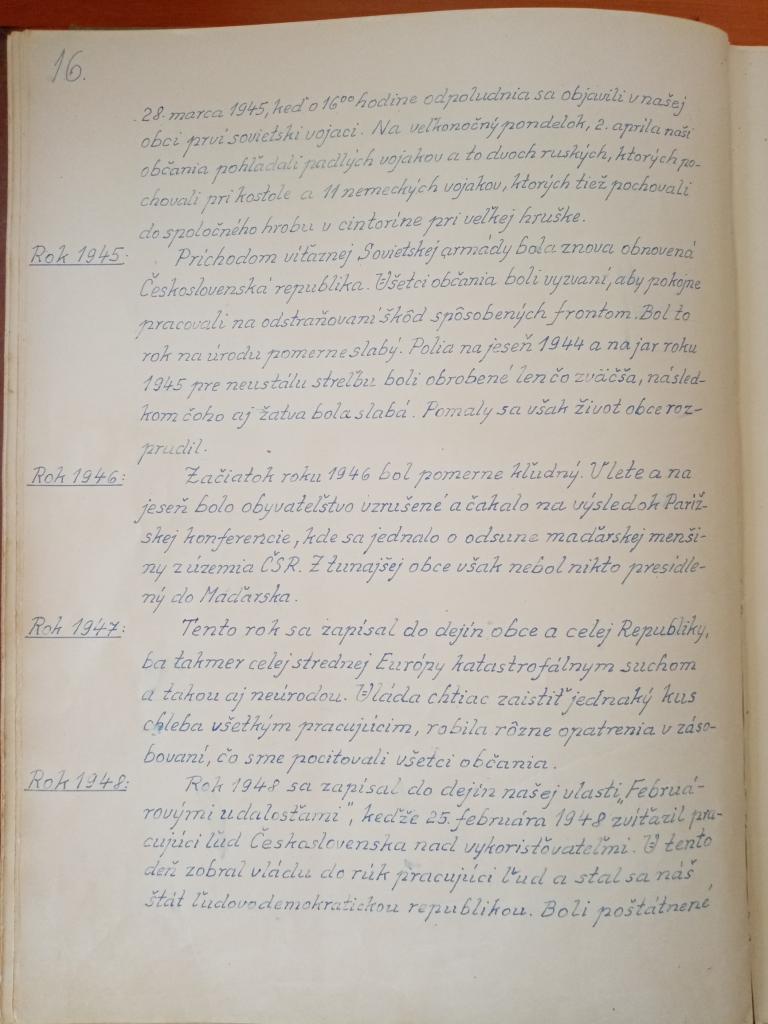 16.
28. marca 1945, keď o 16⁰⁰ hodine odpoludnia sa objavili v našej
obci prví sovietski vojaci. Na veľkonočný pondelok, 2. apríla naši
občania pohľadali padlých vojakov a to dvoch ruských, ktorých po-
chovali pri kostole a 11 nemeckých vojakov, ktorých tiež pochovali
do spoločného hrobu v cintoríne pri veľkej hruške.
Rok 1945: Príchodom víťaznej Sovietskej armády bola znova obnovená
Československá republika. Všetci občania boli vyzvaní, aby pokojne
pracovali na odstraňovaní škôd spôsobených frontom. Bol to
rok na úrodu pomerne slabý. Polia na jeseň 1944 a na jar roku
1945 pre neustálu streľbu boli obrobené len čo zväčša, násled-
kom čoho aj žatva bola slabá. Pomaly sa však život obce roz-
prudil.
Rok 1946: Začiatok roku 1946 bol pomerne kľudný. V lete a na
jeseň bolo obyvateľstvo vzrušené a čakalo na výsledok Paríž-
skej konferencie, kde sa jednalo o odsune maďarskej menši-
ny z územia ČSR. Z tunajšej obce však nebol nikto presídle-
ný do Maďarska.
Rok 1947: Tento rok sa zapísal do dejín obce a celej Republiky,
ba takmer celej strednej Európy katastrofálnym suchom
a takou aj neúrodou. Vláda chtiac zaistiť jednaký kus
chleba všetkým pracujúcim, robila rôzne opatrenia v záso-
bovaní, čo sme pocitovali všetci občania.
Rok 1948: Rok 1948 sa zapísal do dejín našej vlasti „Februá-
rovými udalosťami", keďže 25. februára 1948 zvíťazil pra-
cujúci ľud Československa nad vykorisťovateľmi. V tento
deň zobral vládu do rúk pracujúci ľud a stal sa náš
štát ľudovodemokratickou republikou. Boli poštátnené